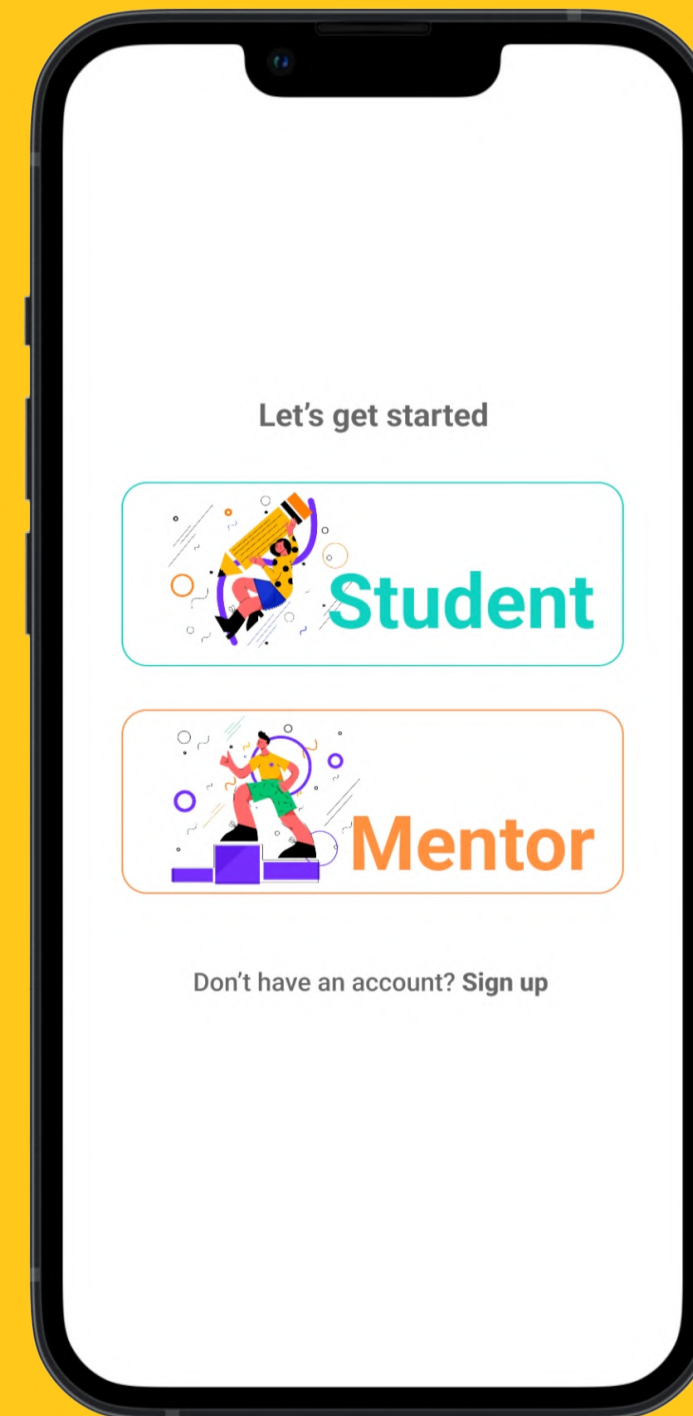 Let’s get started
Student
Mentor
Don’t have an account? Sign up